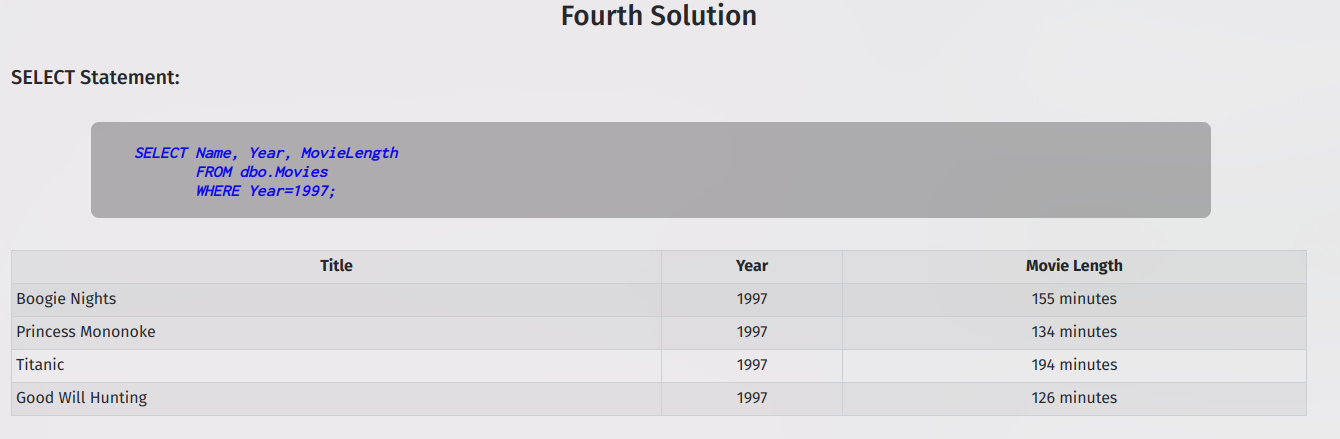 Fourth Solution
SELECT Statement:
SELECT Name, Year, MovieLength
FROM dbo.Movies
WHERE Year=1997;
Title Year Movie Length
Boogie Nights 1997 155 minutes
Princess Mononoke 1997 134 minutes
Titanic 1997 194 minutes
Good Will Hunting 1997 126 minutes